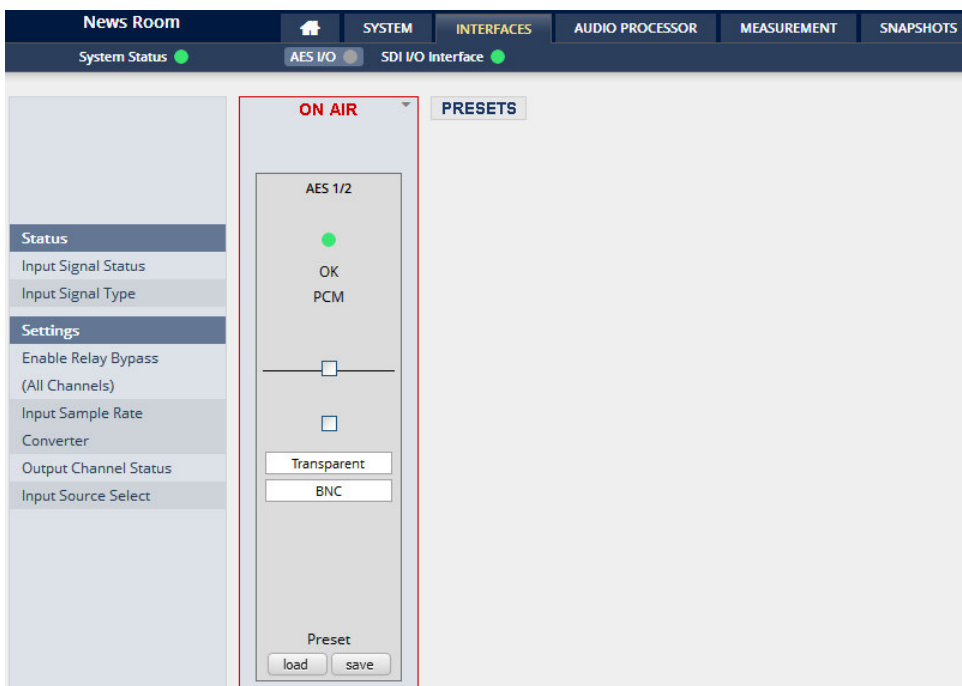 News Room
SYSTEM
INTERFACES
AUDIO PROCESSOR
MEASUREMENT
SNAPSHOTS
System Status
AES I/O
SDI I/O Interface
ON AIR
PRESETS
AES 1/2
Status
Input Signal Status
OK
Input Signal Type
PCM
Settings
Enable Relay Bypass
(All Channels)
Input Sample Rate
Converter
Output Channel Status
Transparent
Input Source Select
BNC
Preset
load
save